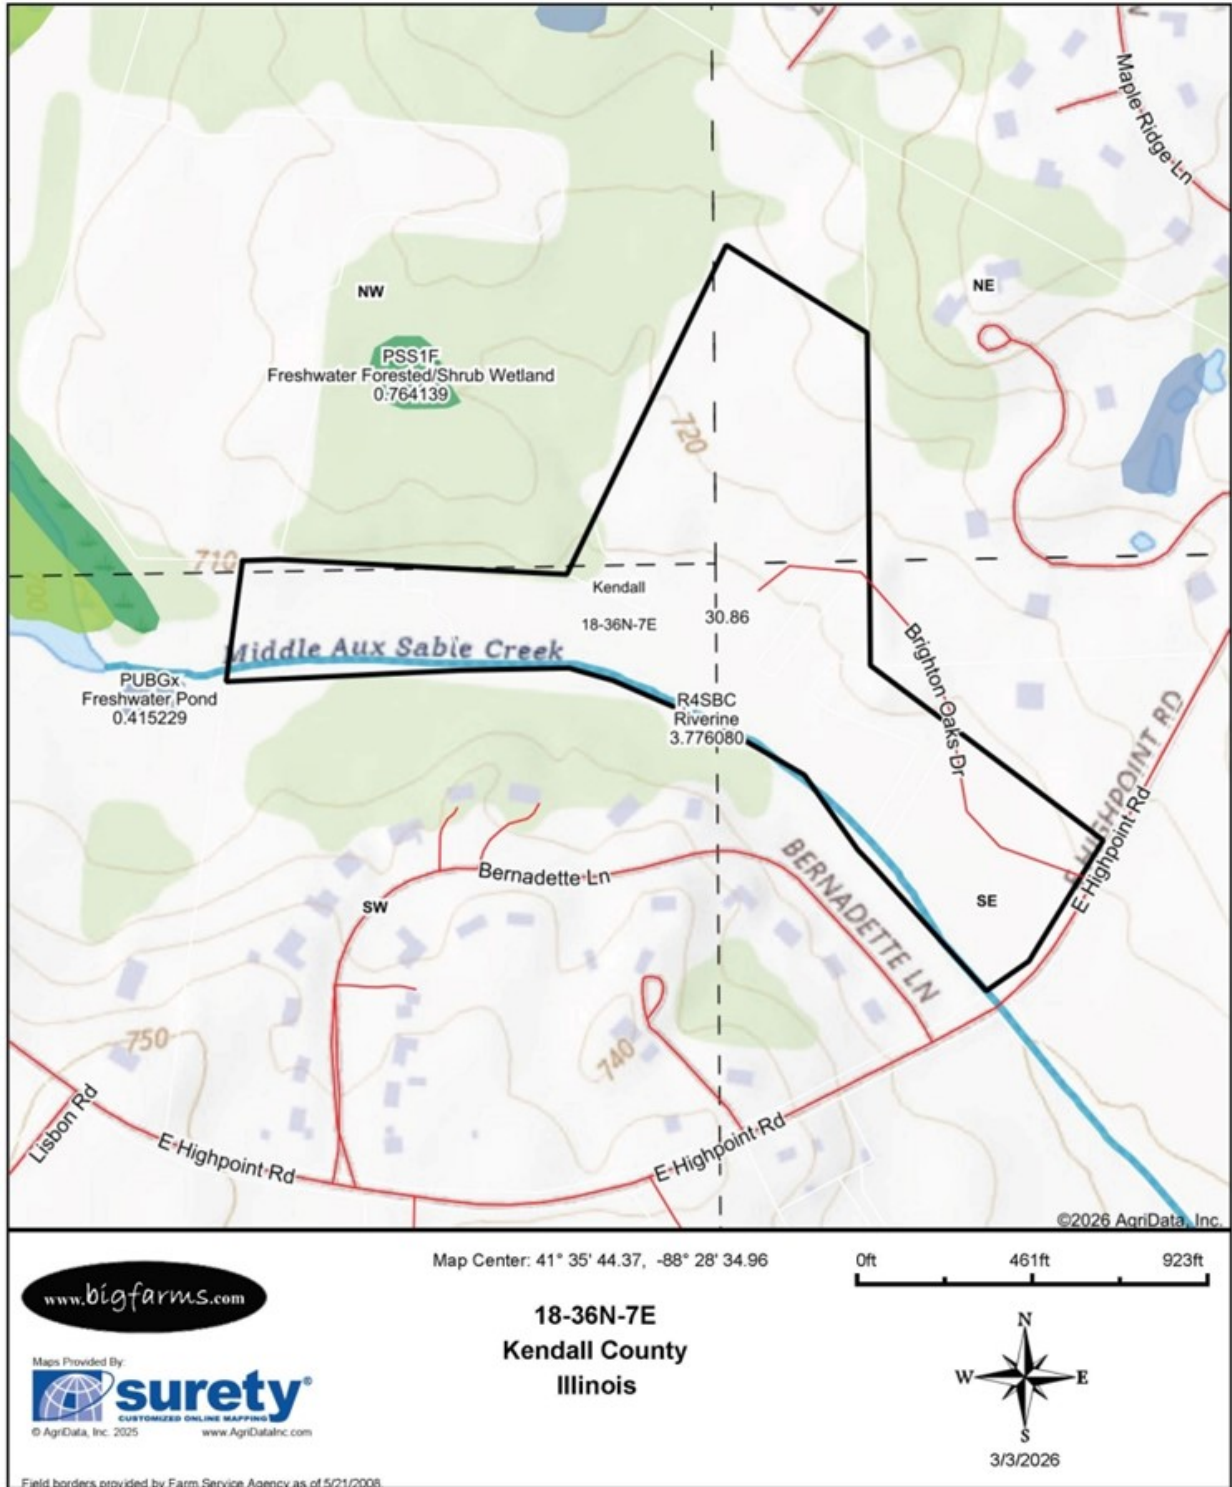 Maple Ridge Ln
NW
NE
PSS1F
Freshwater Forested/Shrub Wetland
0.764139
720
710
Kendall
18-36N-7E
30.86
Middle Aux Sable Creek
PUBGx
Freshwater Pond
0.415229
R4SBC
Riverine
3.776080
Brighton Oaks Dr
HIGHPOINT RD
E Highpoint Rd
BERNADETTE LN
Bernadette Ln
SW
SE
750
740
Lisbon Rd
E Highpoint Rd
E Highpoint Rd
©2026 AgriData, Inc.
www.bigfarms.com
Map Center: 41° 35' 44.37, -88° 28' 34.96
0ft 461ft 923ft
18-36N-7E
Kendall County
Illinois
Maps Provided By:
surety®
CUSTOMIZED ONLINE MAPPING
© AgriData, Inc. 2025 www.AgriDataInc.com
N
W E
S
3/3/2026
Field borders provided by Farm Service Agency as of 5/21/2008.